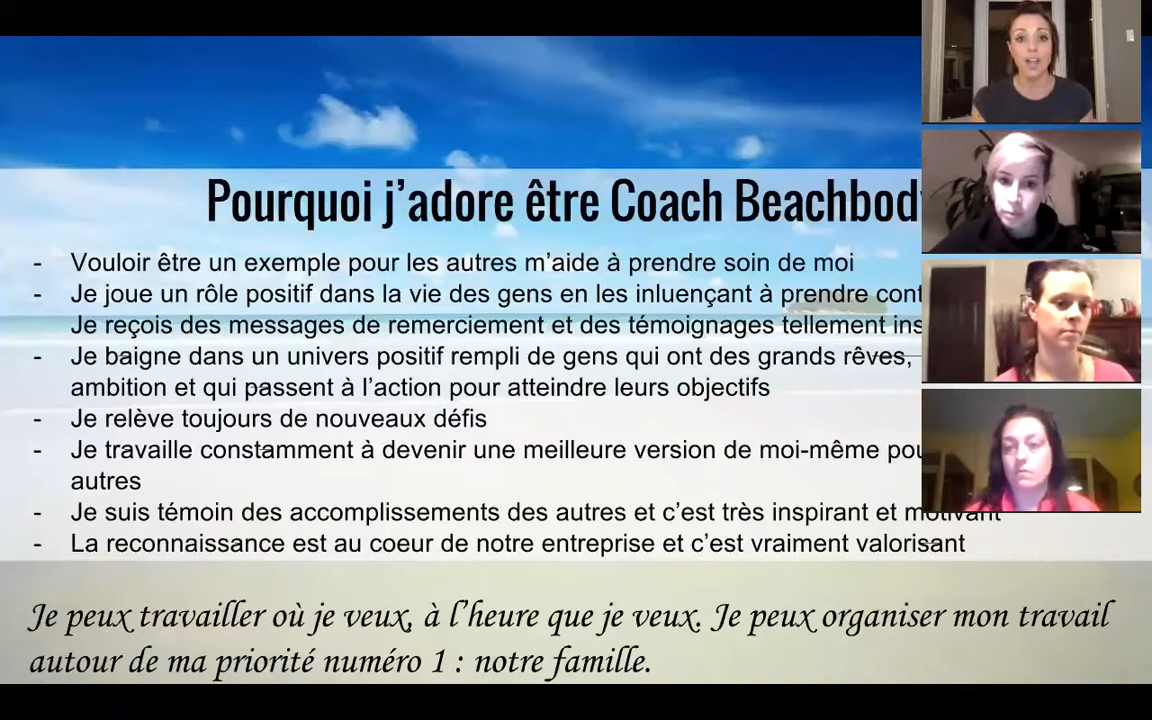 Pourquoi j'adore être Coach Beachbody
- Vouloir être un exemple pour les autres m'aide à prendre soin de moi
- Je joue un rôle positif dans la vie des gens en les inluençant à prendre
Je reçois des messages de remerciement et des témoignages tellement
- Je baigne dans un univers positif rempli de gens qui ont des grands rêves,
ambition et qui passent à l'action pour atteindre leurs objectifs
- Je relève toujours de nouveaux défis
- Je travaille constamment à devenir une meilleure version de moi-même
autres
- Je suis témoin des accomplissements des autres et c'est très inspirant et motivant
- La reconnaissance est au coeur de notre entreprise et c'est vraiment valorisant
Je peux travailler où je veux, à l'heure que je veux. Je peux organiser mon travail
autour de ma priorité numéro 1 : notre famille.